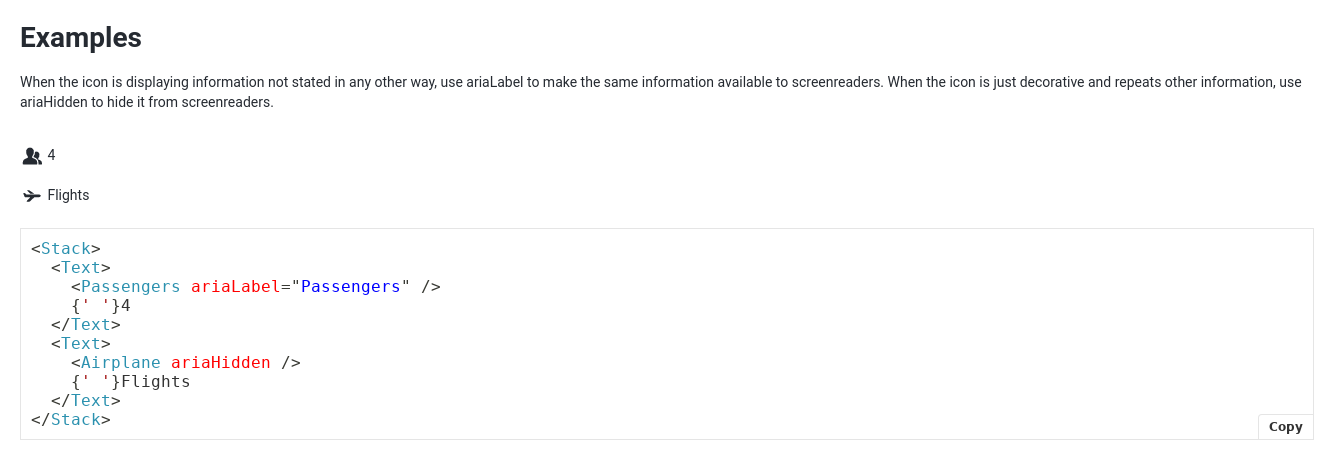 Examples
When the icon is displaying information not stated in any other way, use ariaLabel to make the same information available to screenreaders. When the icon is just decorative and repeats other information, use
ariaHidden to hide it from screenreaders.
4
Flights
<Stack>
  <Text>
    <Passengers ariaLabel="Passengers" />
    {' '}4
  </Text>
  <Text>
    <Airplane ariaHidden />
    {' '}Flights
  </Text>
</Stack>
Copy